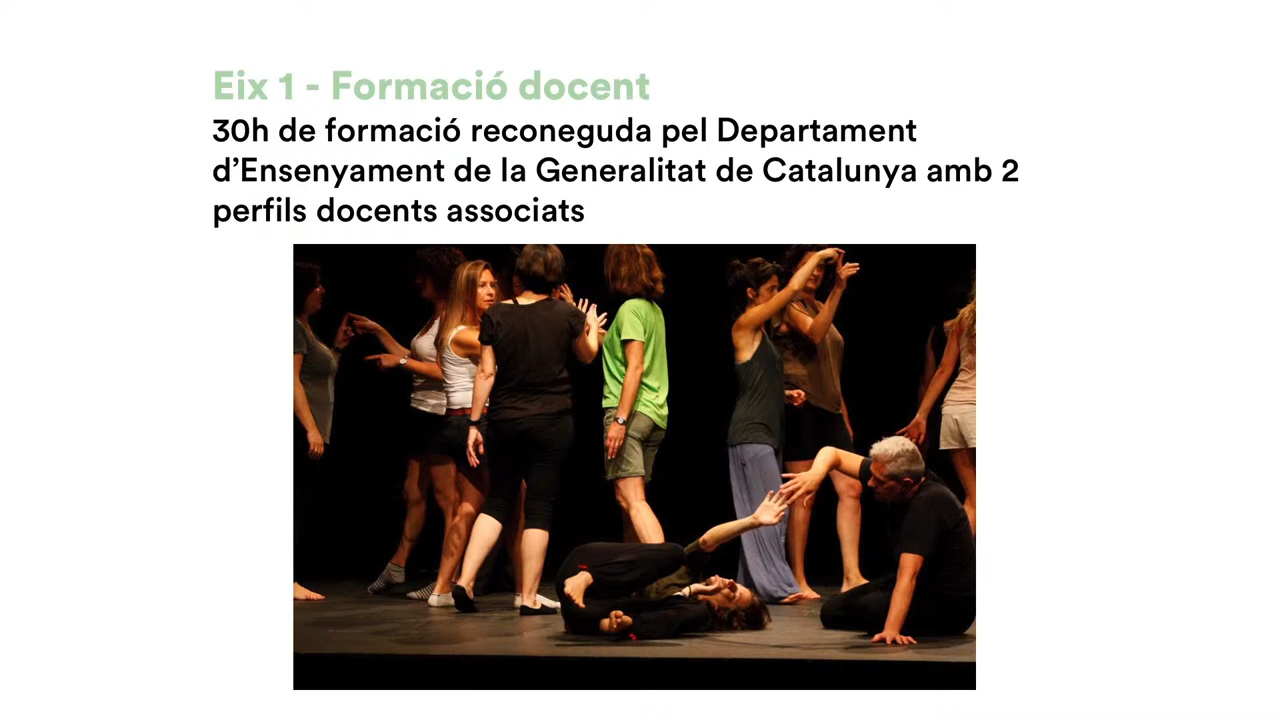 Eix 1 - Formació docent
30h de formació reconeguda pel Departament
d’Ensenyament de la Generalitat de Catalunya amb 2
perfils docents associats